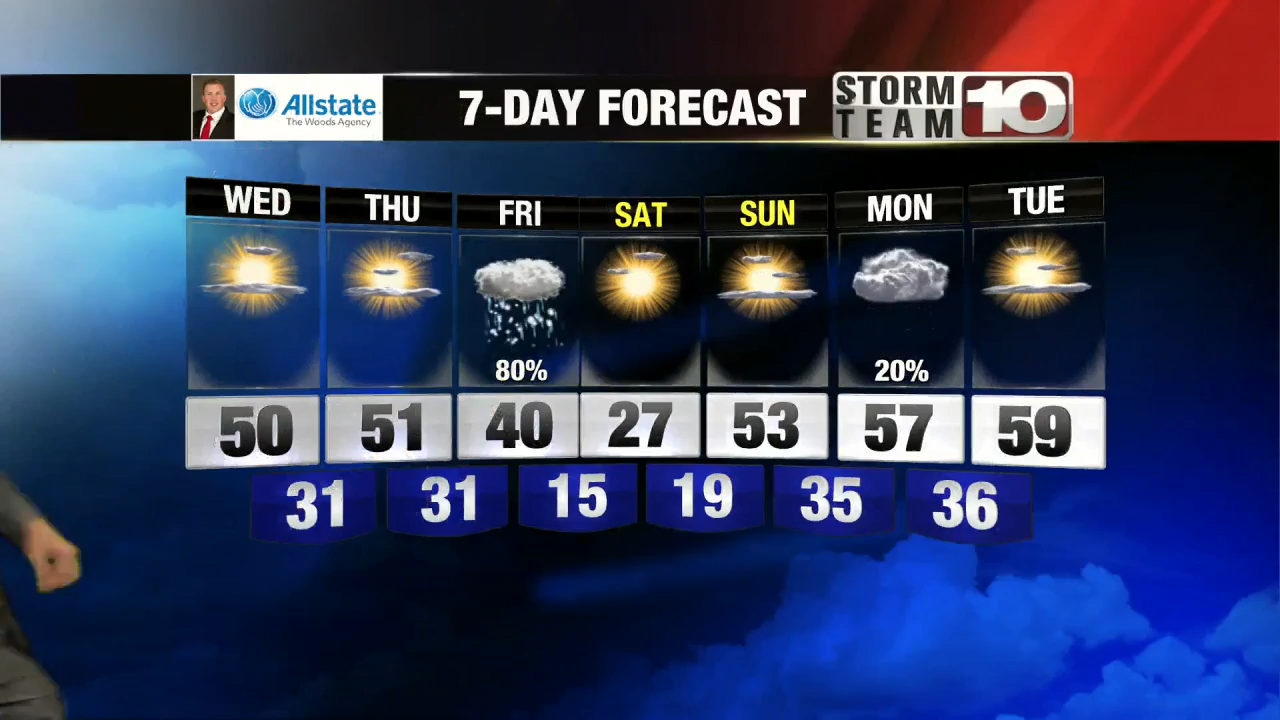 Allstate
The Woods Agency
7-DAY FORECAST
STORM
TEAM
10
WED THU FRI SAT SUN MON TUE
80% 20%
50 51 40 27 53 57 59
31 31 15 19 35 36